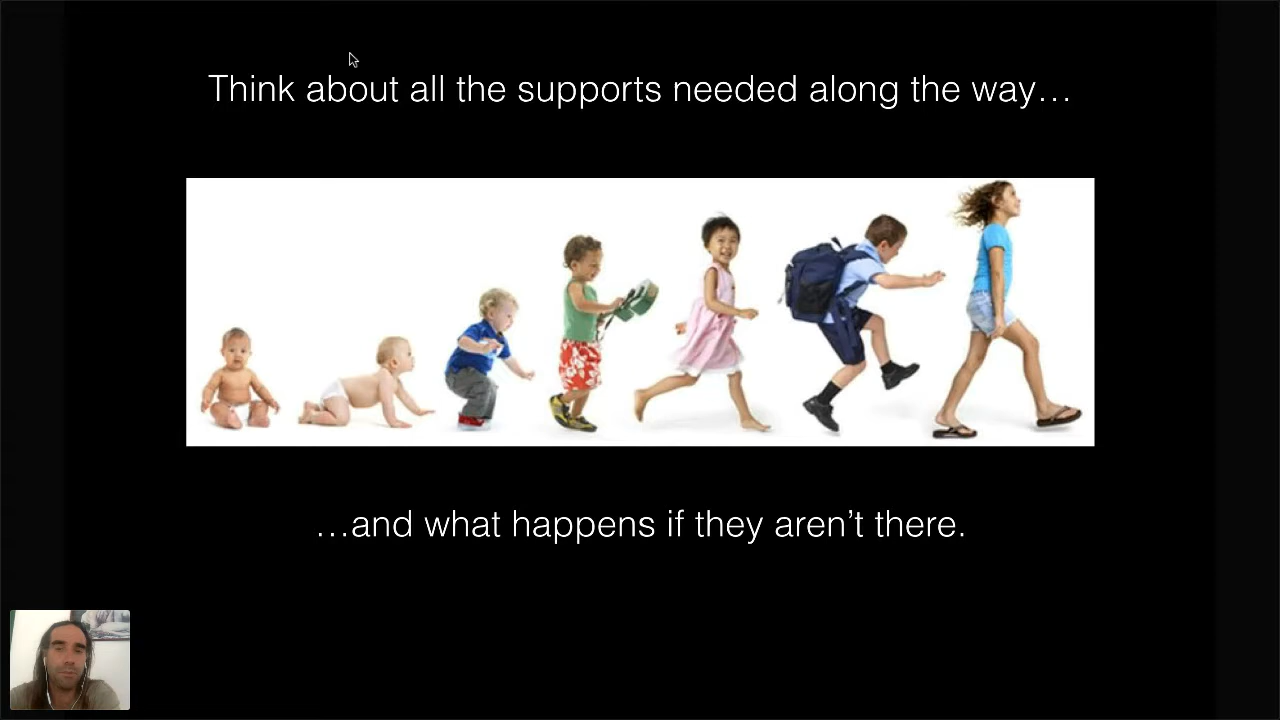 Think about all the supports needed along the way…
…and what happens if they aren’t there.